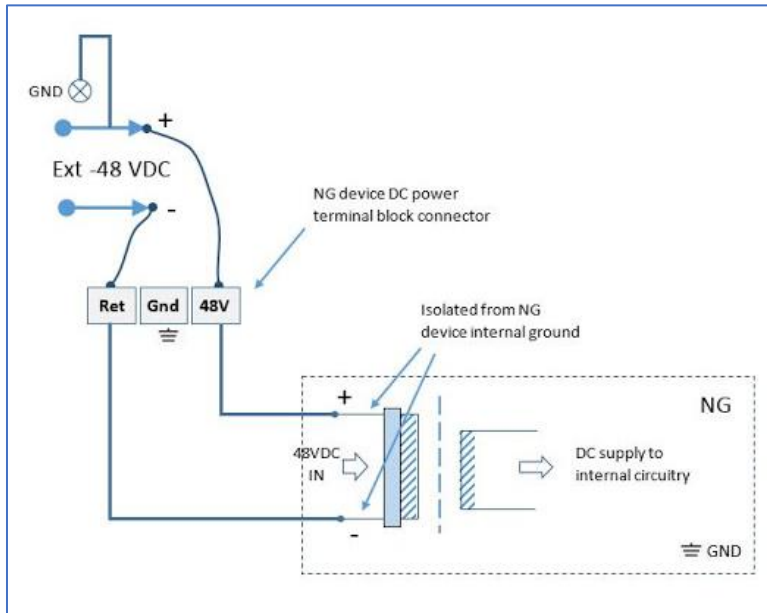 GND
+
Ext -48 VDC
-
NG device DC power
terminal block connector
Ret
Gnd
48V
Isolated from NG
device internal ground
+
NG
48VDC
IN
DC supply to
internal circuitry
-
GND